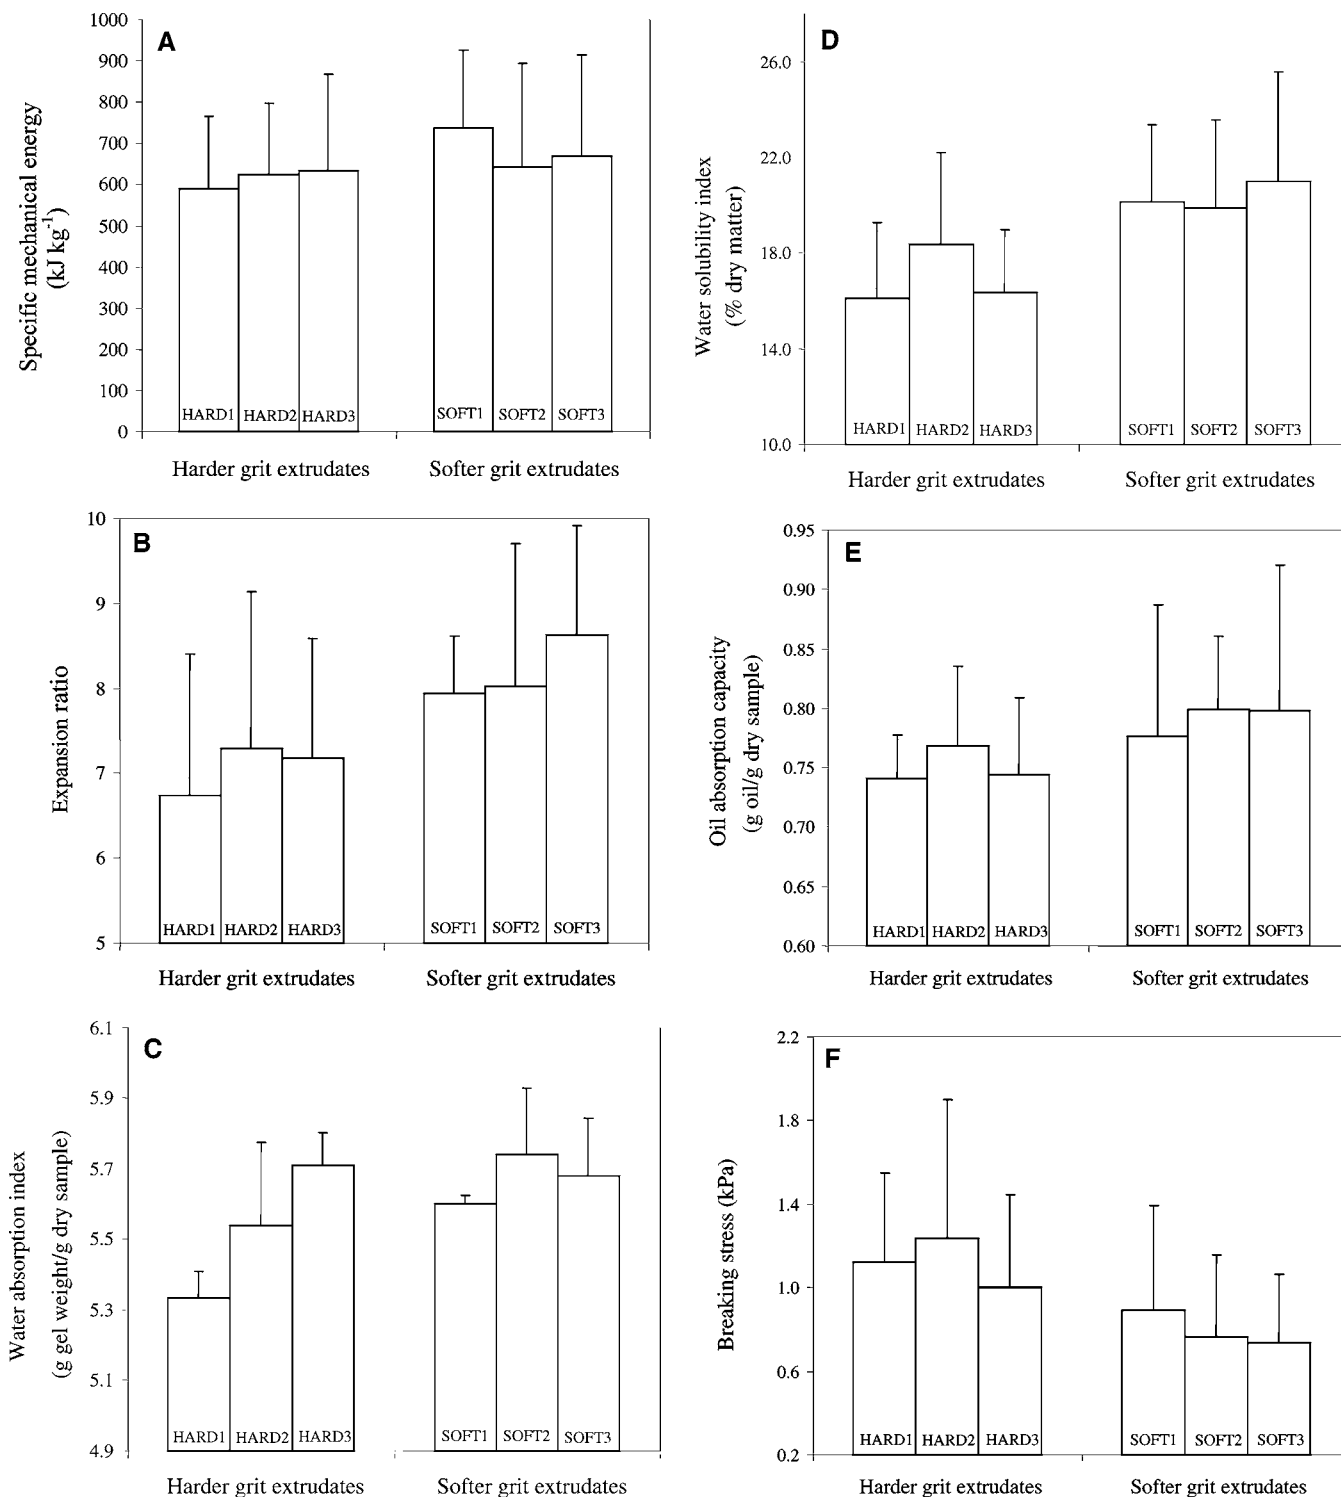 A
Specific mechanical energy
(kJ kg⁻¹)
1000
900
800
700
600
500
400
300
200
100
0
HARD1
HARD2
HARD3
SOFT1
SOFT2
SOFT3
Harder grit extrudates
Softer grit extrudates
B
Expansion ratio
10
9
8
7
6
5
HARD1
HARD2
HARD3
SOFT1
SOFT2
SOFT3
Harder grit extrudates
Softer grit extrudates
C
Water absorption index
(g gel weight/g dry sample)
6.1
5.9
5.7
5.5
5.3
5.1
4.9
HARD1
HARD2
HARD3
SOFT1
SOFT2
SOFT3
Harder grit extrudates
Softer grit extrudates
D
Water solubility index
(% dry matter)
26.0
22.0
18.0
14.0
10.0
HARD1
HARD2
HARD3
SOFT1
SOFT2
SOFT3
Harder grit extrudates
Softer grit extrudates
E
Oil absorption capacity
(g oil/g dry sample)
0.95
0.90
0.85
0.80
0.75
0.70
0.65
0.60
HARD1
HARD2
HARD3
SOFT1
SOFT2
SOFT3
Harder grit extrudates
Softer grit extrudates
F
Breaking stress (kPa)
2.2
1.8
1.4
1.0
0.6
0.2
HARD1
HARD2
HARD3
SOFT1
SOFT2
SOFT3
Harder grit extrudates
Softer grit extrudates